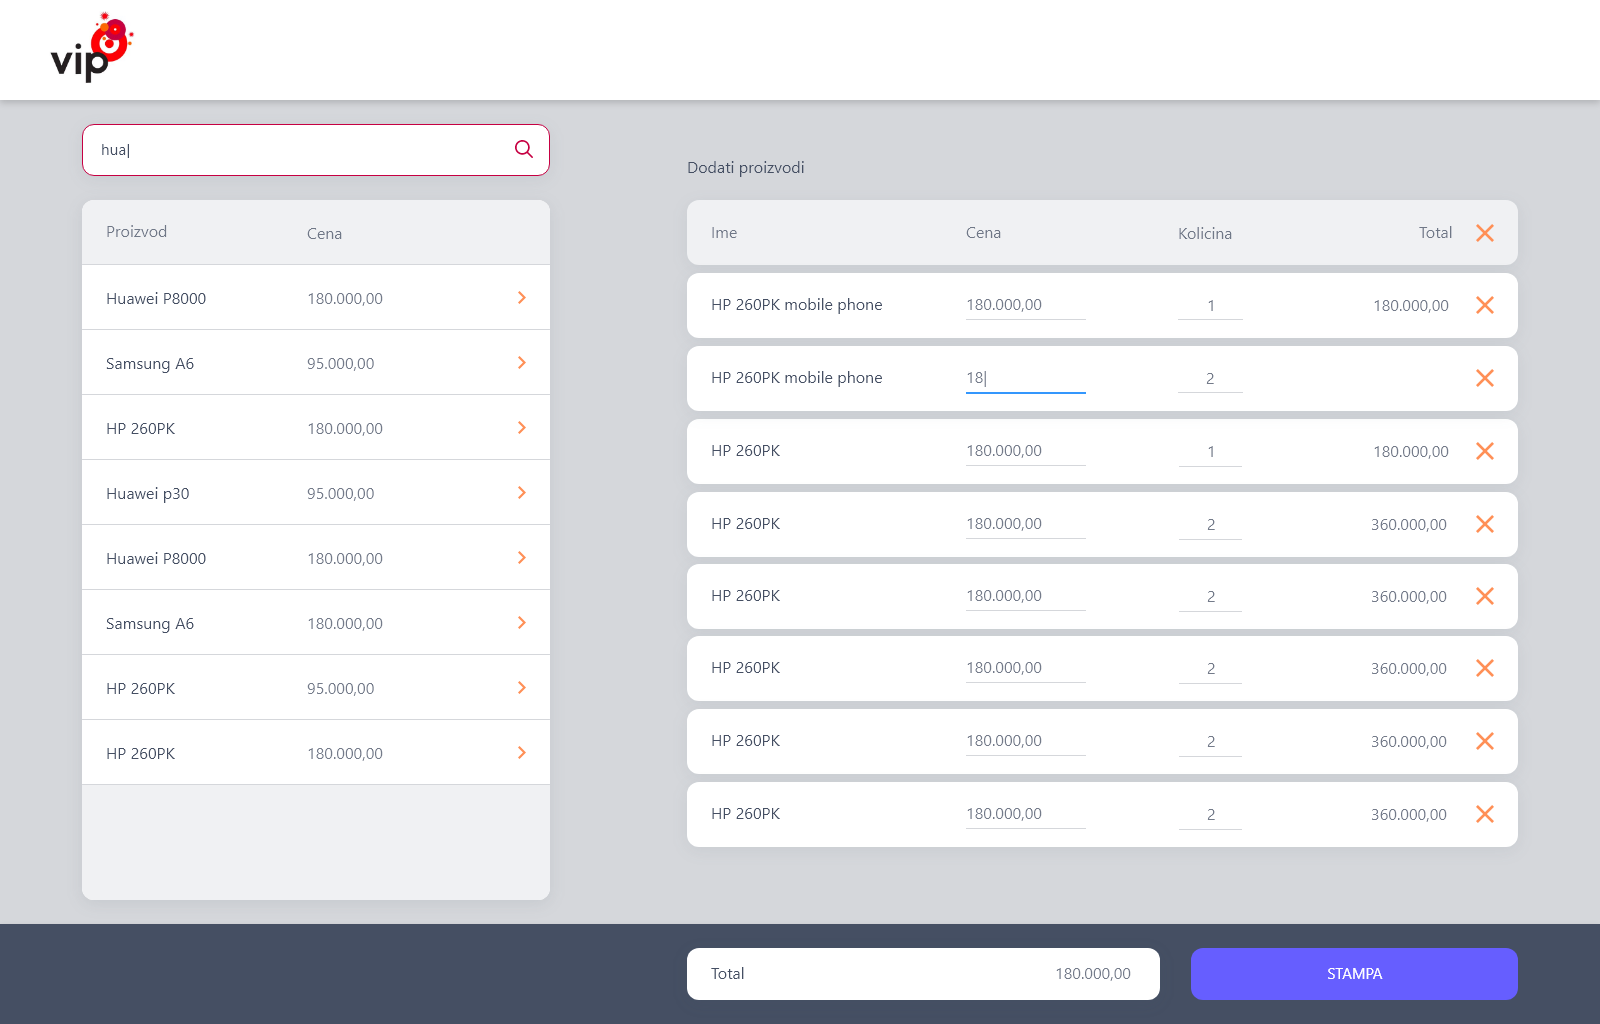 vip
hua|
Proizvod Cena
Huawei P8000 180.000,00
Samsung A6 95.000,00
HP 260PK 180.000,00
Huawei p30 95.000,00
Huawei P8000 180.000,00
Samsung A6 180.000,00
HP 260PK 95.000,00
HP 260PK 180.000,00
Dodati proizvodi
Ime Cena Kolicina Total
HP 260PK mobile phone 180.000,00 1 180.000,00
HP 260PK mobile phone 18| 2
HP 260PK 180.000,00 1 180.000,00
HP 260PK 180.000,00 2 360.000,00
HP 260PK 180.000,00 2 360.000,00
HP 260PK 180.000,00 2 360.000,00
HP 260PK 180.000,00 2 360.000,00
HP 260PK 180.000,00 2 360.000,00
Total 180.000,00
STAMPA